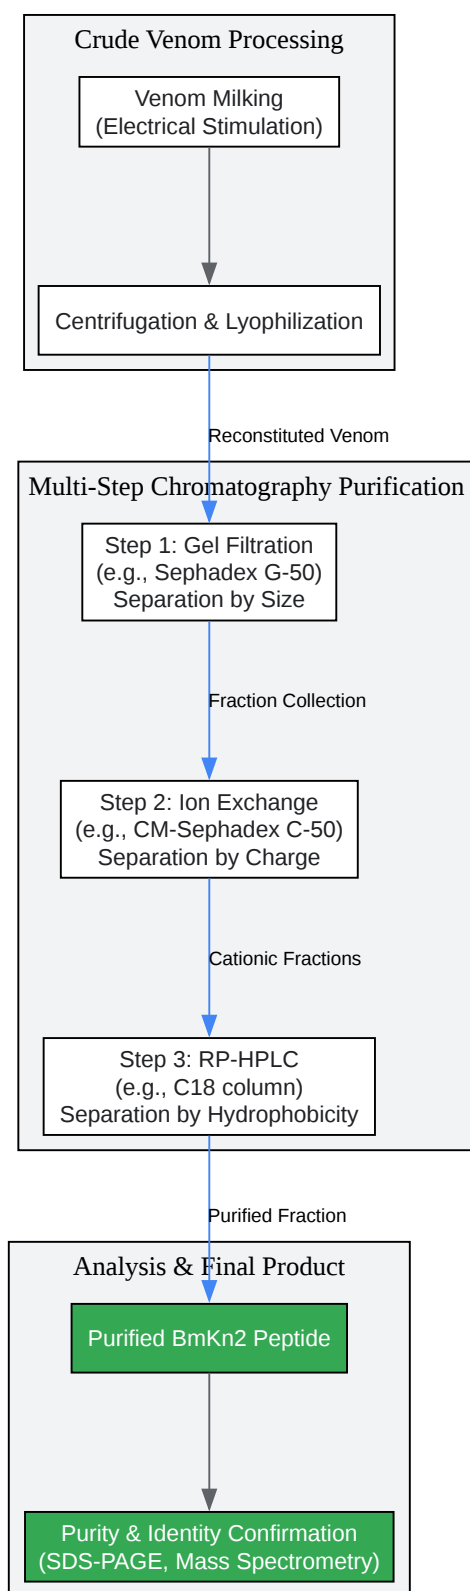 Crude Venom Processing
Venom Milking
(Electrical Stimulation)
Centrifugation & Lyophilization
Reconstituted Venom
Multi-Step Chromatography Purification
Step 1: Gel Filtration
(e.g., Sephadex G-50)
Separation by Size
Fraction Collection
Step 2: Ion Exchange
(e.g., CM-Sephadex C-50)
Separation by Charge
Cationic Fractions
Step 3: RP-HPLC
(e.g., C18 column)
Separation by Hydrophobicity
Purified Fraction
Analysis & Final Product
Purified BmKn2 Peptide
Purity & Identity Confirmation
(SDS-PAGE, Mass Spectrometry)